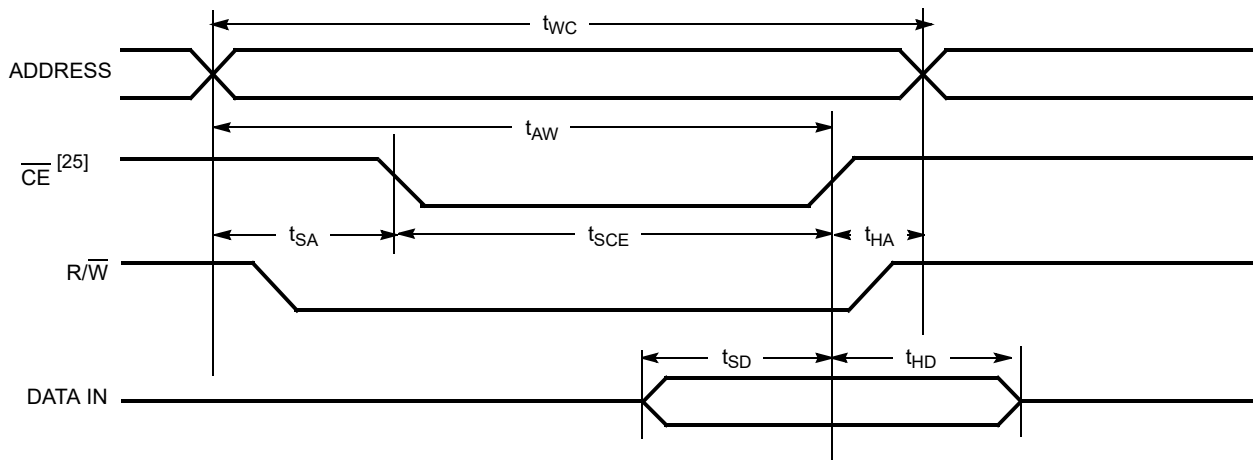 tWC
ADDRESS
tAW
CE [25]
tSA
tSCE
tHA
R/W
tSD
tHD
DATA IN